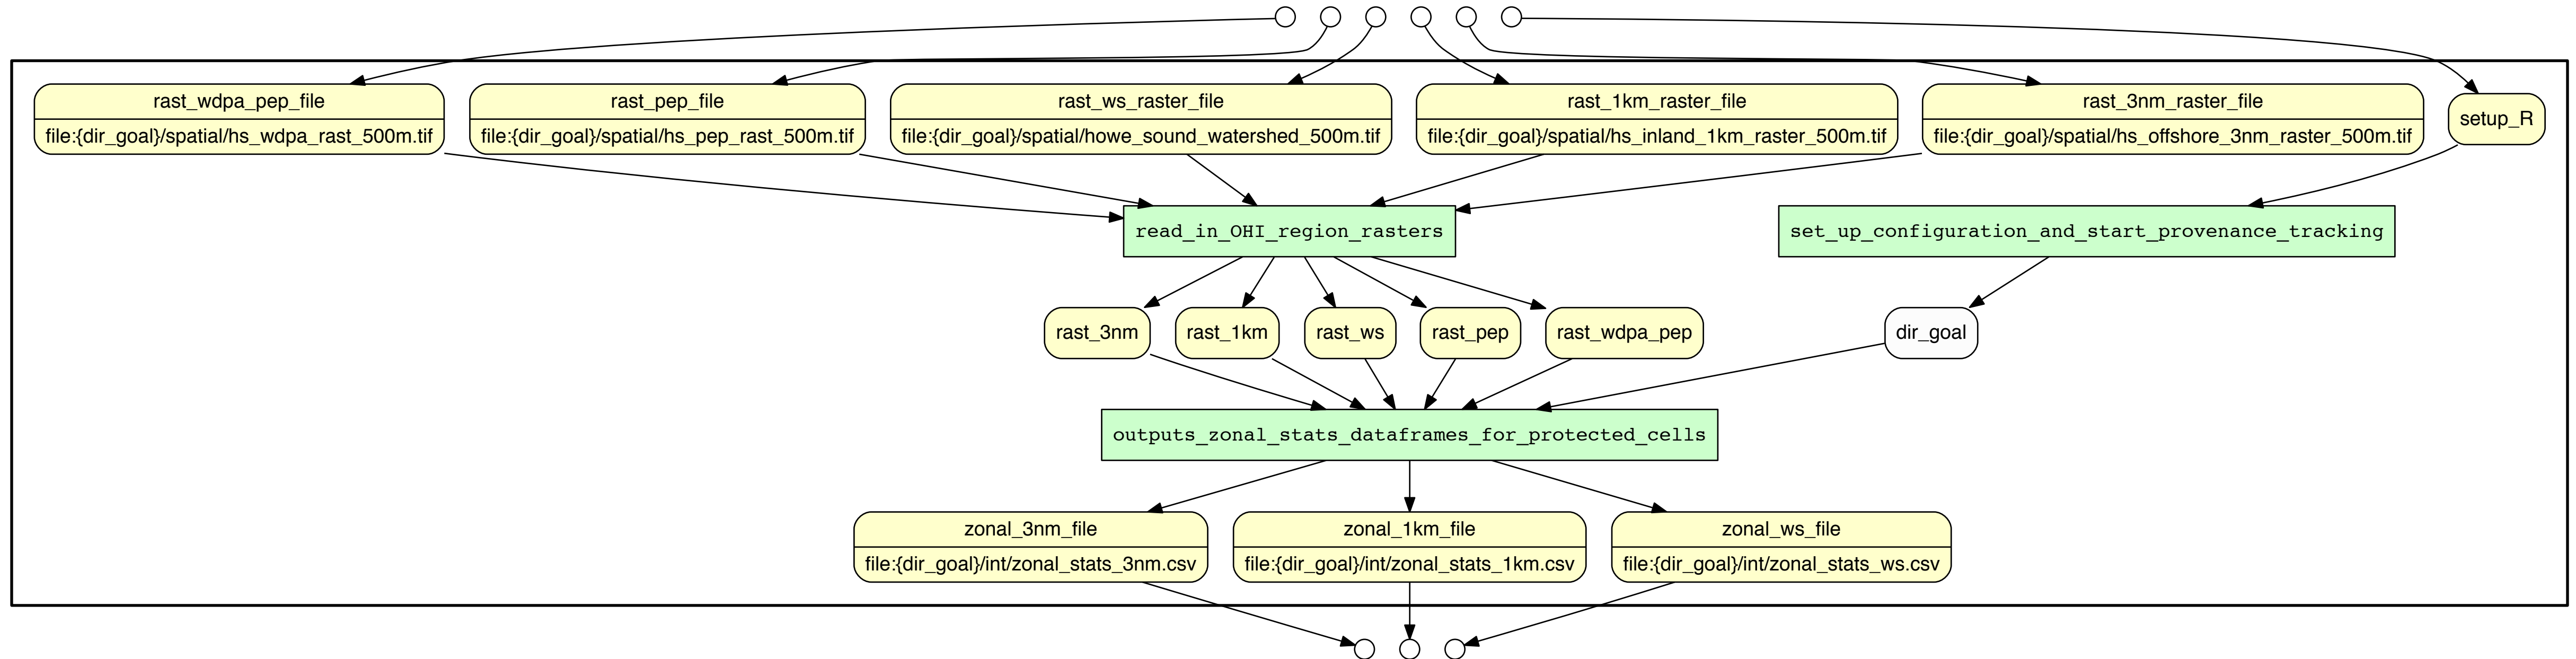 rast_wdpa_pep_file
file:{dir_goal}/spatial/hs_wdpa_rast_500m.tif
rast_pep_file
file:{dir_goal}/spatial/hs_pep_rast_500m.tif
rast_ws_raster_file
file:{dir_goal}/spatial/howe_sound_watershed_500m.tif
rast_1km_raster_file
file:{dir_goal}/spatial/hs_inland_1km_raster_500m.tif
rast_3nm_raster_file
file:{dir_goal}/spatial/hs_offshore_3nm_raster_500m.tif
setup_R
read_in_OHI_region_rasters
set_up_configuration_and_start_provenance_tracking
rast_3nm
rast_1km
rast_ws
rast_pep
rast_wdpa_pep
dir_goal
outputs_zonal_stats_dataframes_for_protected_cells
zonal_3nm_file
file:{dir_goal}/int/zonal_stats_3nm.csv
zonal_1km_file
file:{dir_goal}/int/zonal_stats_1km.csv
zonal_ws_file
file:{dir_goal}/int/zonal_stats_ws.csv